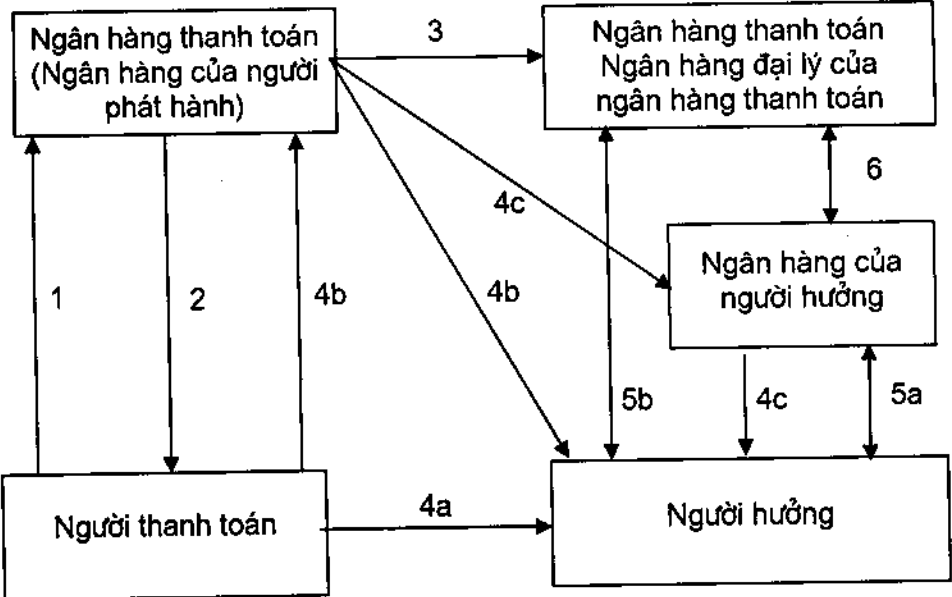 Ngân hàng thanh toán
(Ngân hàng của người
phát hành)
3
Ngân hàng thanh toán
Ngân hàng đại lý của
ngân hàng thanh toán
6
4c
Ngân hàng của
người hưởng
1
2
4b
4b
5b
4c
5a
Người thanh toán
4a
Người hưởng